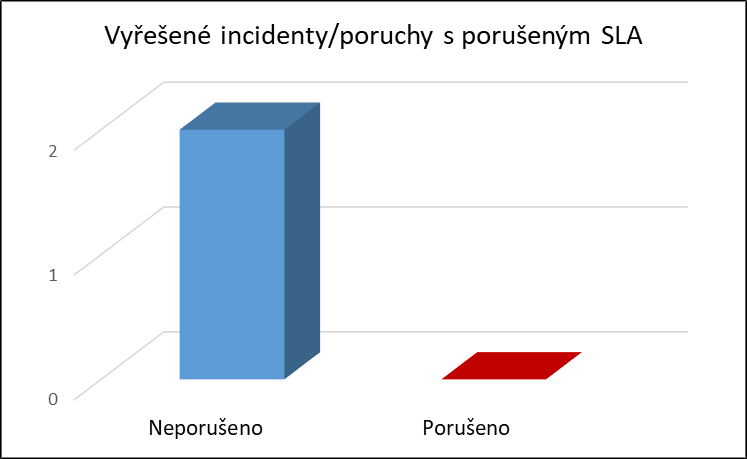 Vyřešené incidenty/poruchy s porušeným SLA
2
1
0
Neporušeno
Porušeno